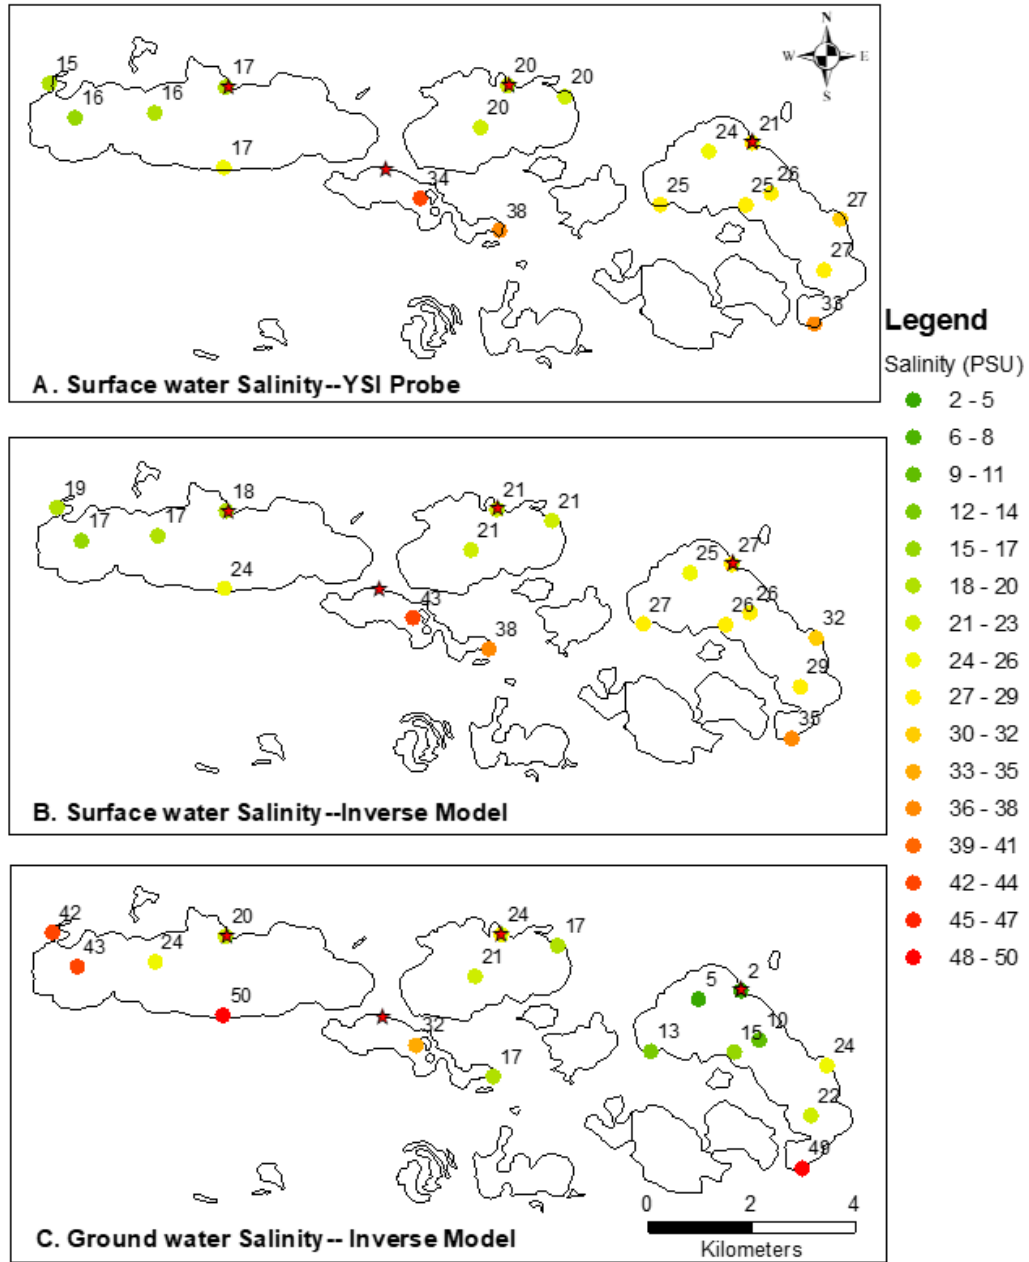 N
W E
S
15
17
16
16
17
20
20
20
34
38
24
21
25
25
26
27
27
33
A. Surface water Salinity--YSI Probe
Legend
Salinity (PSU)
2 - 5
6 - 8
9 - 11
12 - 14
15 - 17
18 - 20
21 - 23
24 - 26
27 - 29
30 - 32
33 - 35
36 - 38
39 - 41
42 - 44
45 - 47
48 - 50
19
18
17
17
24
21
21
21
43
38
25
27
27
26
26
32
29
35
B. Surface water Salinity--Inverse Model
42
20
43
24
50
24
17
21
32
17
5
2
13
15
10
24
22
49
0 2 4
Kilometers
C. Ground water Salinity-- Inverse Model